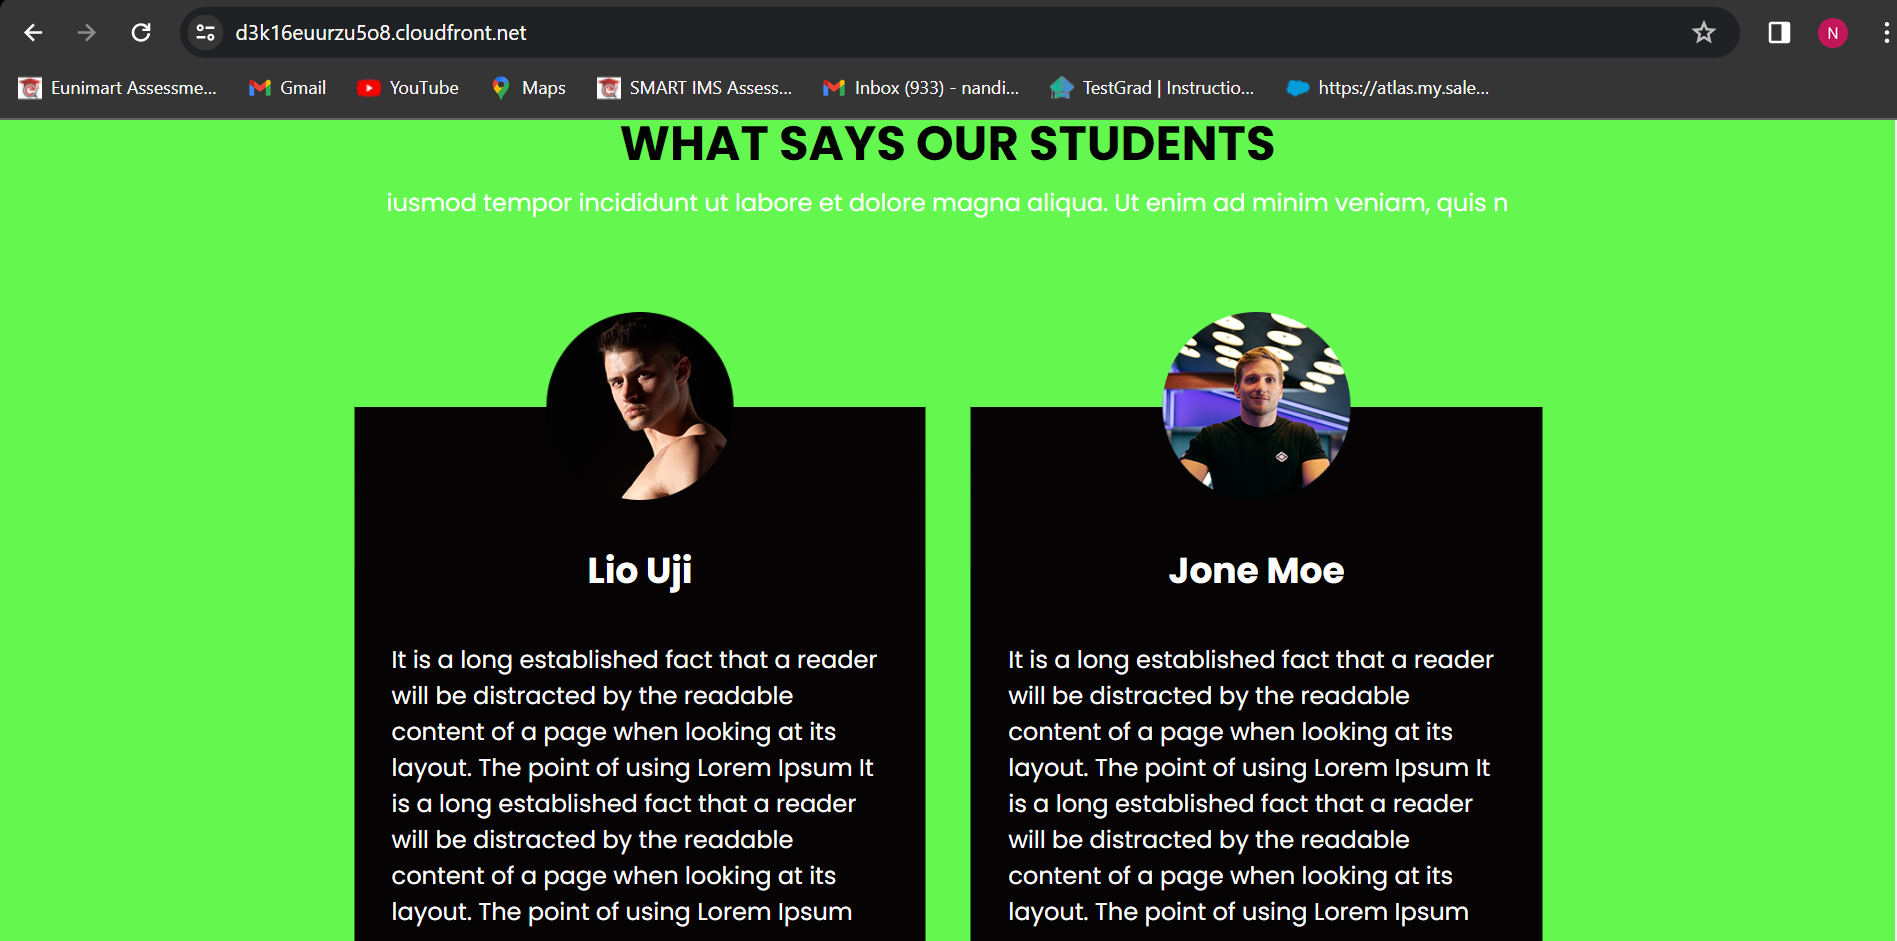 d3k16euurzu5o8.cloudfront.net
N
Eunimart Assessme...
Gmail
YouTube
Maps
SMART IMS Assess...
Inbox (933) - nandi...
TestGrad | Instructio...
https://atlas.my.sale...
WHAT SAYS OUR STUDENTS
iusmod tempor incididunt ut labore et dolore magna aliqua. Ut enim ad minim veniam, quis n
Lio Uji
It is a long established fact that a reader
will be distracted by the readable
content of a page when looking at its
layout. The point of using Lorem Ipsum It
is a long established fact that a reader
will be distracted by the readable
content of a page when looking at its
layout. The point of using Lorem Ipsum
Jone Moe
It is a long established fact that a reader
will be distracted by the readable
content of a page when looking at its
layout. The point of using Lorem Ipsum It
is a long established fact that a reader
will be distracted by the readable
content of a page when looking at its
layout. The point of using Lorem Ipsum